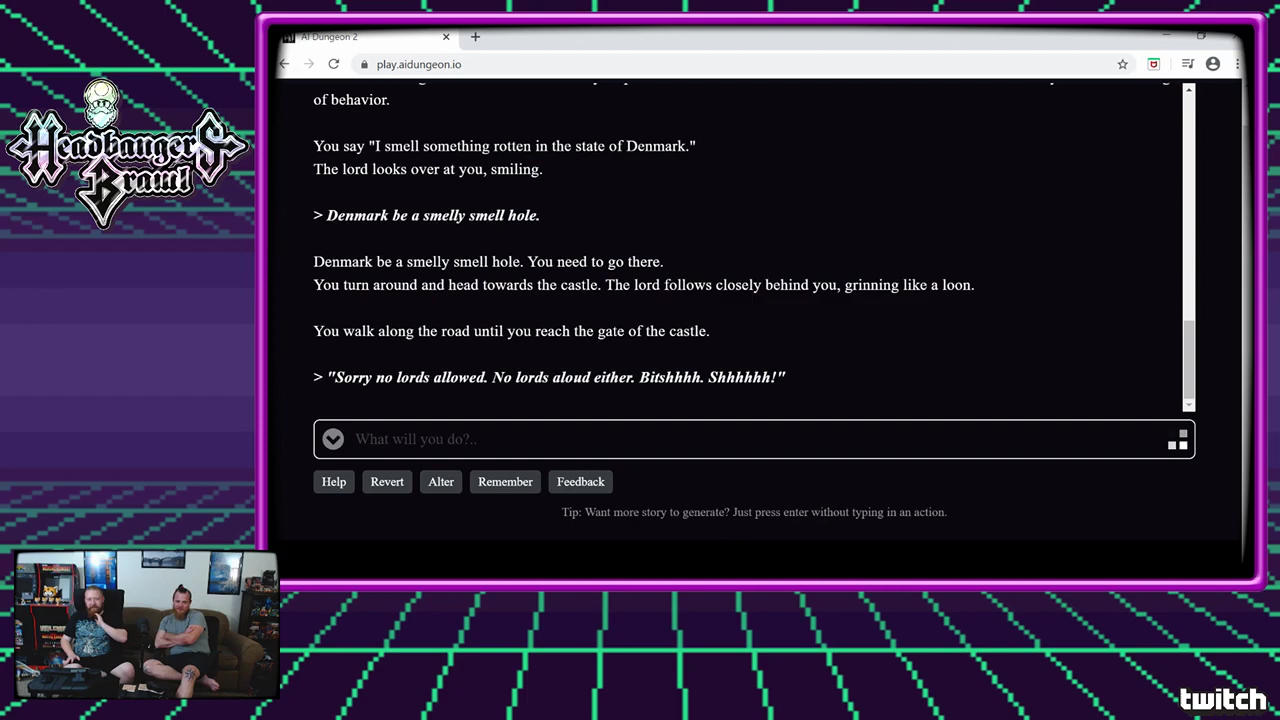 AI Dungeon 2
play.aidungeon.io
of behavior.
You say "I smell something rotten in the state of Denmark."
The lord looks over at you, smiling.
> Denmark be a smelly smell hole.
Denmark be a smelly smell hole. You need to go there.
You turn around and head towards the castle. The lord follows closely behind you, grinning like a loon.
You walk along the road until you reach the gate of the castle.
> "Sorry no lords allowed. No lords aloud either. Bitshhhh. Shhhhhh!"
What will you do?..
Help Revert Alter Remember Feedback
Tip: Want more story to generate? Just press enter without typing in an action.
Headbangers
Brawl
twitch